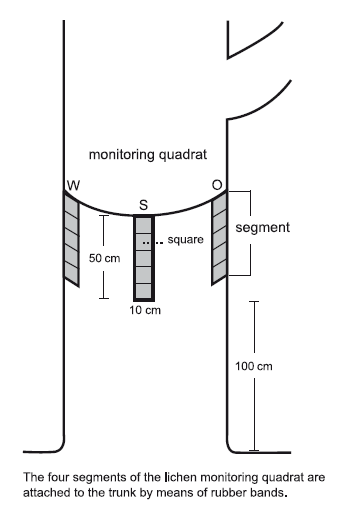 monitoring quadrat
W
O
S
segment
square
50 cm
10 cm
100 cm
The four segments of the lichen monitoring quadrat are
attached to the trunk by means of rubber bands.